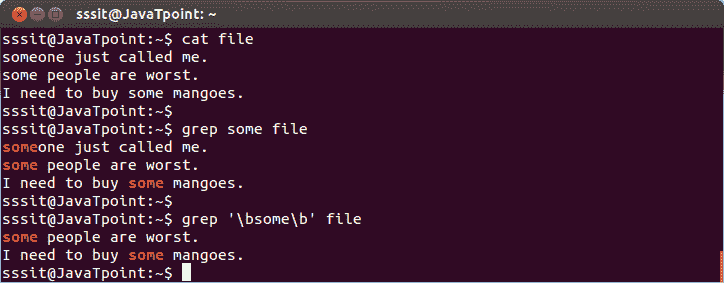 sssit@JavaTpoint: ~
sssit@JavaTpoint:~$ cat file
someone just called me.
some people are worst.
I need to buy some mangoes.
sssit@JavaTpoint:~$
sssit@JavaTpoint:~$ grep some file
someone just called me.
some people are worst.
I need to buy some mangoes.
sssit@JavaTpoint:~$
sssit@JavaTpoint:~$ grep '\bsome\b' file
some people are worst.
I need to buy some mangoes.
sssit@JavaTpoint:~$